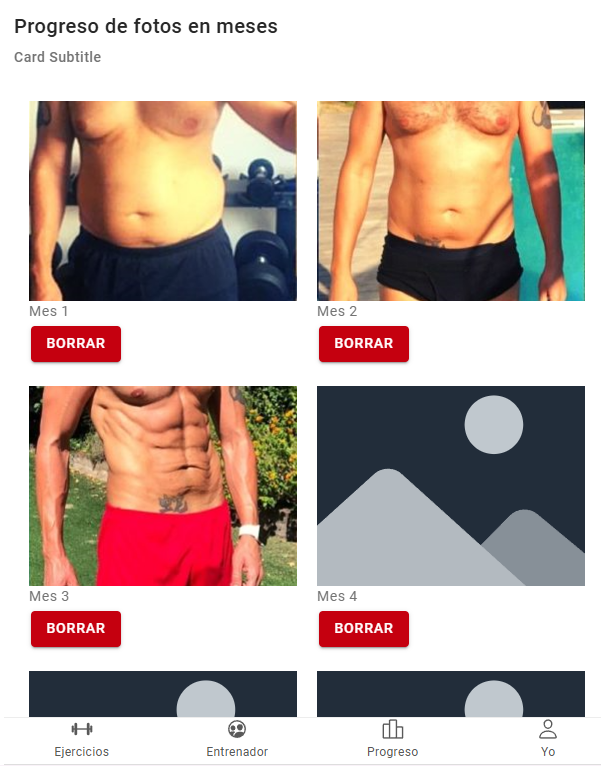 Progreso de fotos en meses
Card Subtitle
Mes 1
Mes 2
BORRAR
BORRAR
Mes 3
Mes 4
BORRAR
BORRAR
Ejercicios
Entrenador
Progreso
Yo